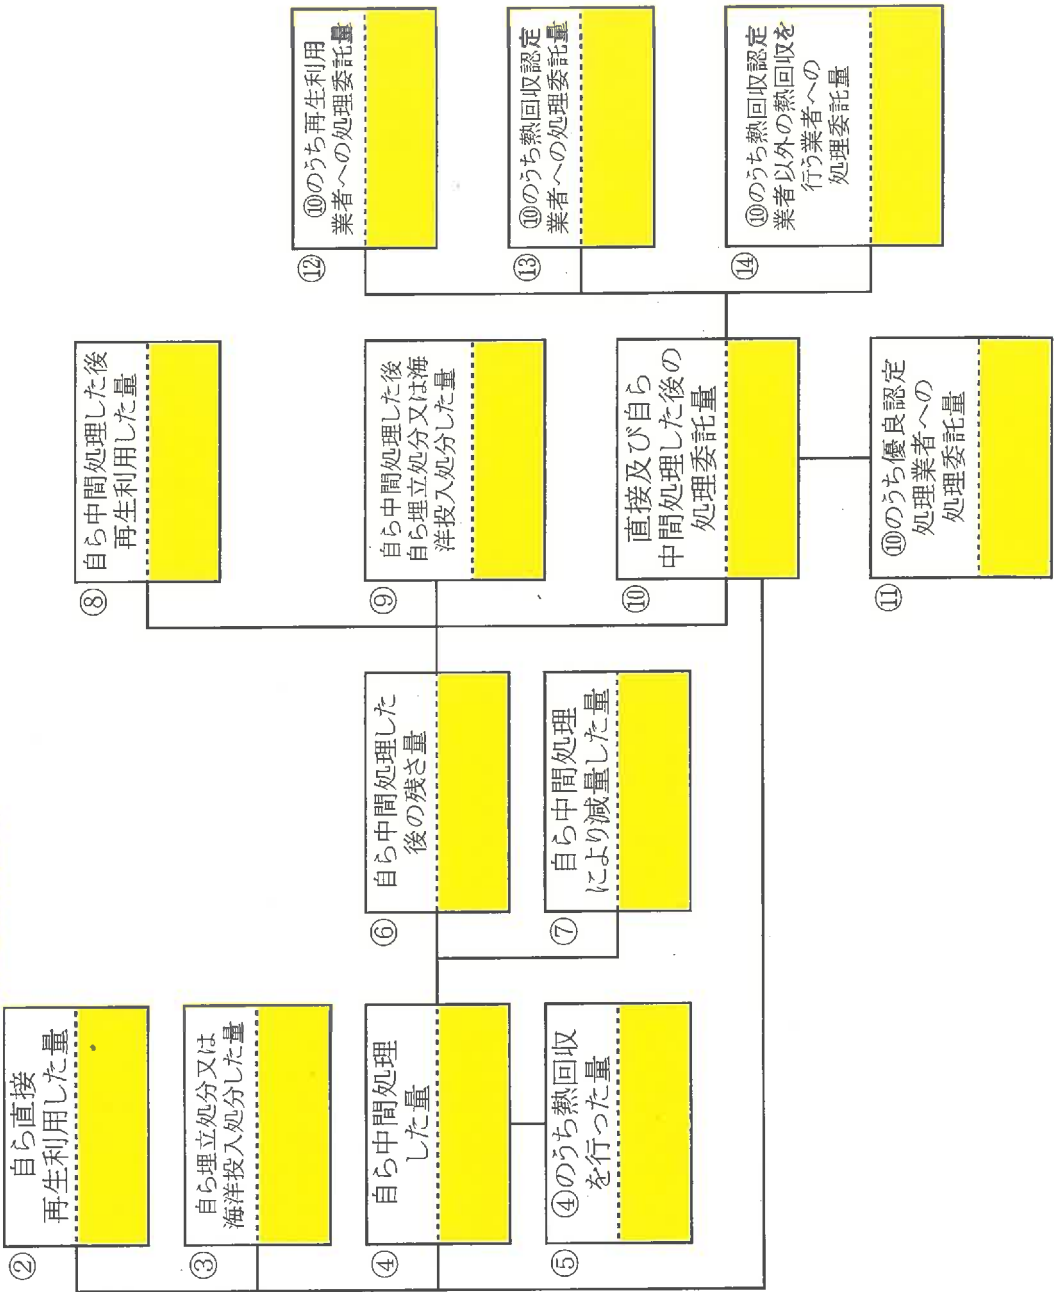 ②
自ら直接
再生利用した量
③
自ら埋立処分又は
海洋投入処分した量
④
自ら中間処理
した量
⑤
④のうち熱回収
を行った量
⑥
自ら中間処理した
後の残さ量
⑦
自ら中間処理
により減量した量
⑧
自ら中間処理した後
再生利用した量
⑨
自ら中間処理した後
自ら埋立処分又は海
洋投入処分した量
⑩
直接及び自ら
中間処理した後の
処理委託量
⑪
⑩のうち優良認定
処理業者への
処理委託量
⑫
⑩のうち再生利用
業者への処理委託量
⑬
⑩のうち熱回収認定
業者への処理委託量
⑭
⑩のうち熱回収認定
業者以外の熱回収を
行う業者への
処理委託量